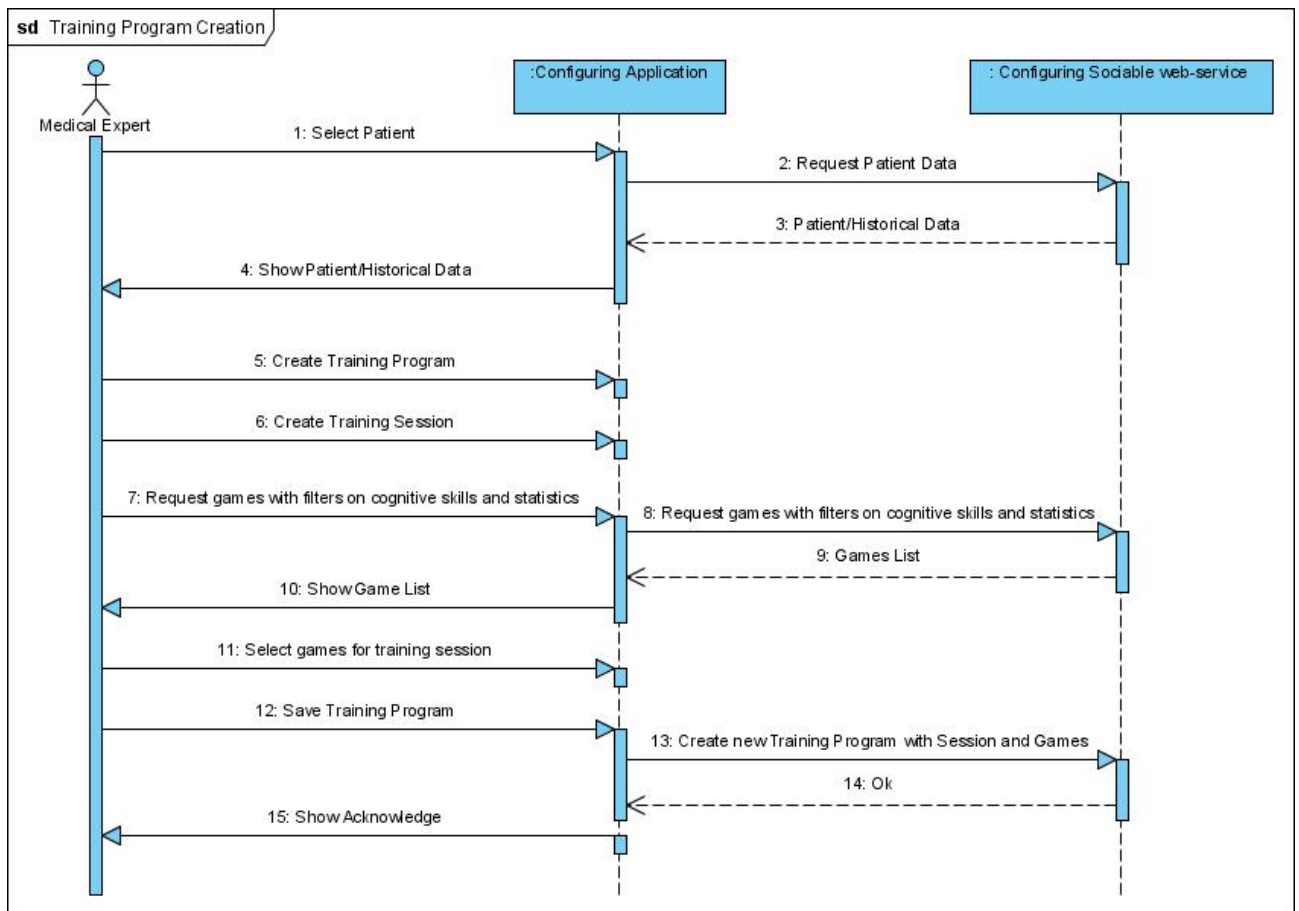 sd Training Program Creation
:Configuring Application
: Configuring Sociable web-service
Medical Expert
1: Select Patient
2: Request Patient Data
3: Patient/Historical Data
4: Show Patient/Historical Data
5: Create Training Program
6: Create Training Session
7: Request games with filters on cognitive skills and statistics
8: Request games with filters on cognitive skills and statistics
9: Games List
10: Show Game List
11: Select games for training session
12: Save Training Program
13: Create new Training Program with Session and Games
14: Ok
15: Show Acknowledge